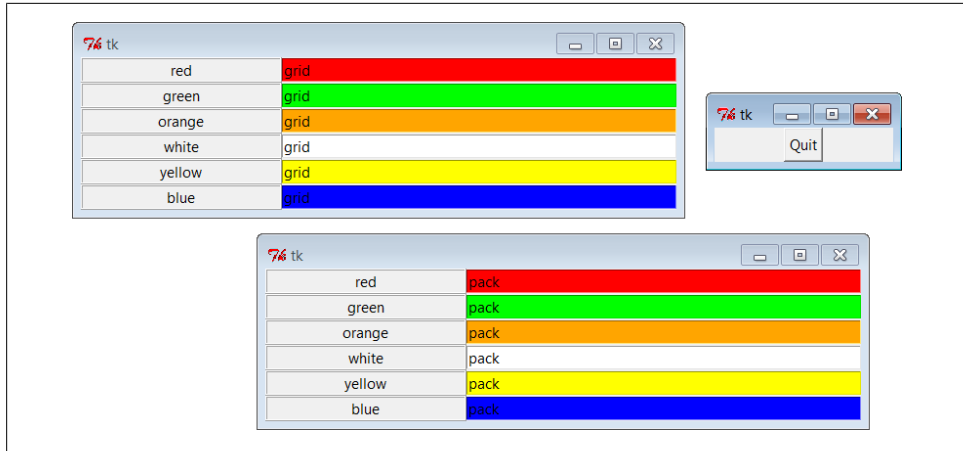 tk
red grid
green grid
orange grid
white grid
yellow grid
blue grid
tk
Quit
tk
red pack
green pack
orange pack
white pack
yellow pack
blue pack